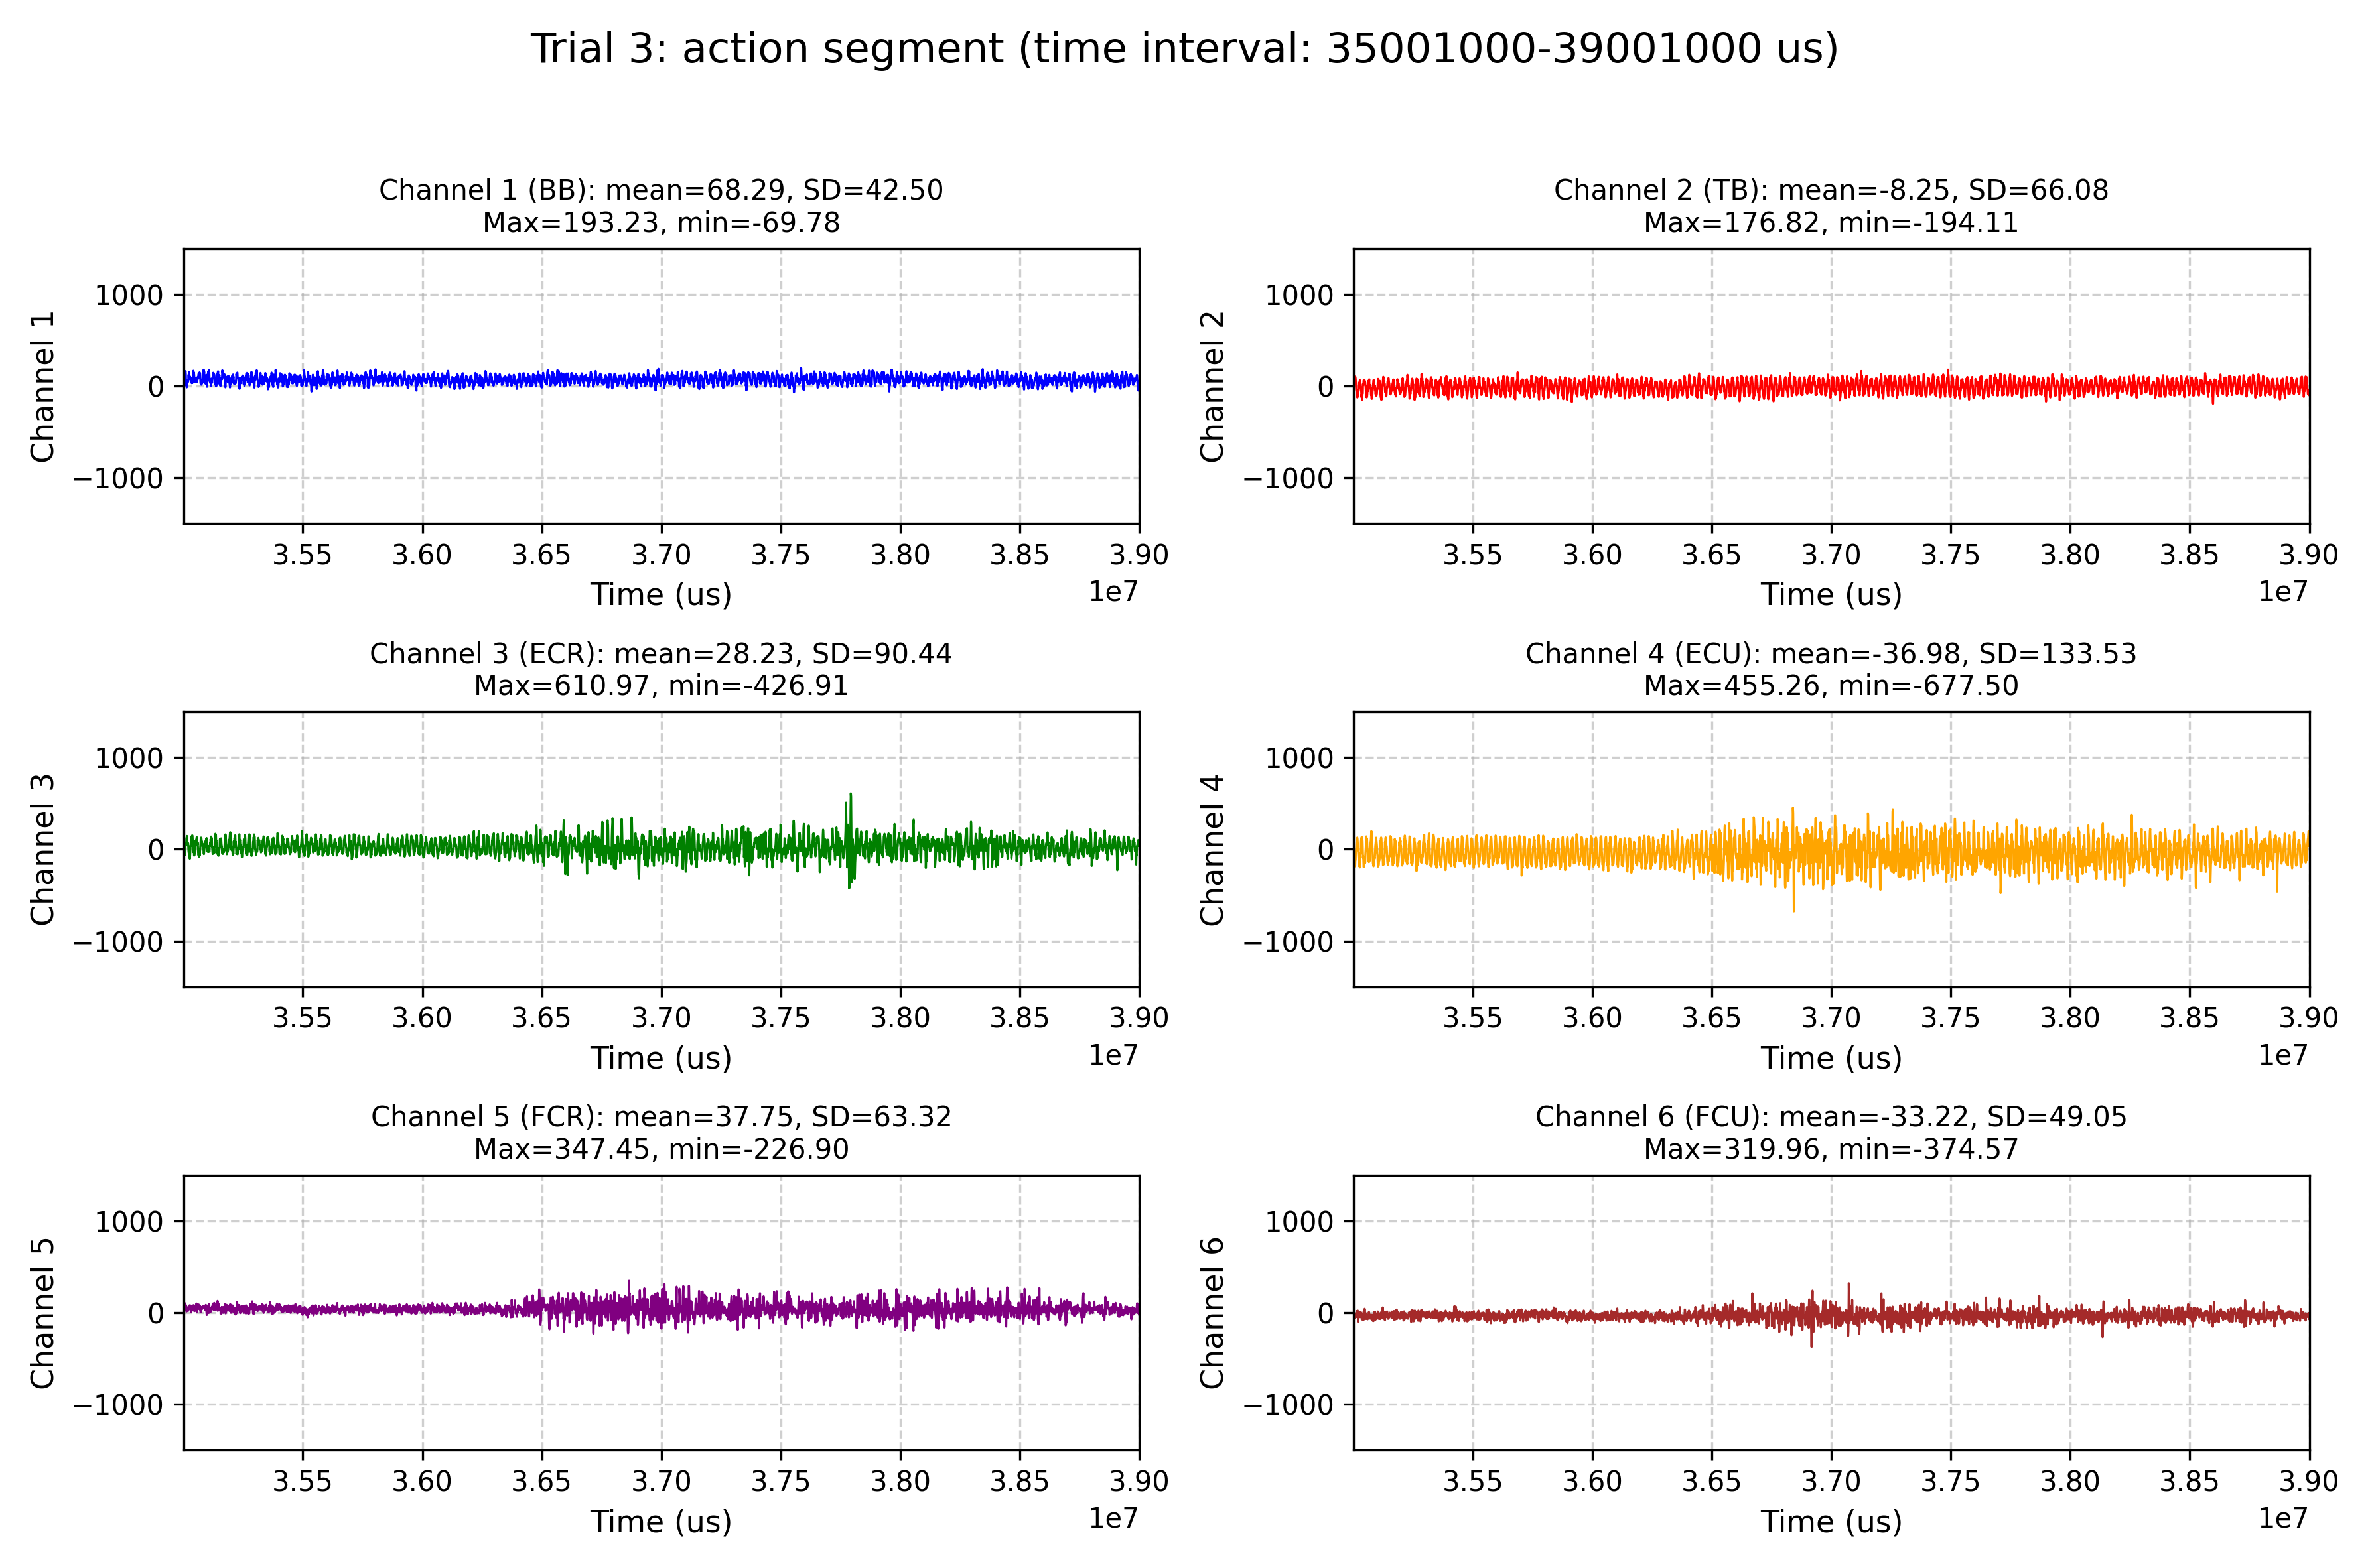 Trial 3: action segment (time interval: 35001000-39001000 us)
Channel 1 (BB): mean=68.29, SD=42.50
Max=193.23, min=-69.78
Channel 1
1000
0
−1000
3.55 3.60 3.65 3.70 3.75 3.80 3.85 3.90
Time (us)
1e7
Channel 2 (TB): mean=-8.25, SD=66.08
Max=176.82, min=-194.11
Channel 2
1000
0
−1000
3.55 3.60 3.65 3.70 3.75 3.80 3.85 3.90
Time (us)
1e7
Channel 3 (ECR): mean=28.23, SD=90.44
Max=610.97, min=-426.91
Channel 3
1000
0
−1000
3.55 3.60 3.65 3.70 3.75 3.80 3.85 3.90
Time (us)
1e7
Channel 4 (ECU): mean=-36.98, SD=133.53
Max=455.26, min=-677.50
Channel 4
1000
0
−1000
3.55 3.60 3.65 3.70 3.75 3.80 3.85 3.90
Time (us)
1e7
Channel 5 (FCR): mean=37.75, SD=63.32
Max=347.45, min=-226.90
Channel 5
1000
0
−1000
3.55 3.60 3.65 3.70 3.75 3.80 3.85 3.90
Time (us)
1e7
Channel 6 (FCU): mean=-33.22, SD=49.05
Max=319.96, min=-374.57
Channel 6
1000
0
−1000
3.55 3.60 3.65 3.70 3.75 3.80 3.85 3.90
Time (us)
1e7